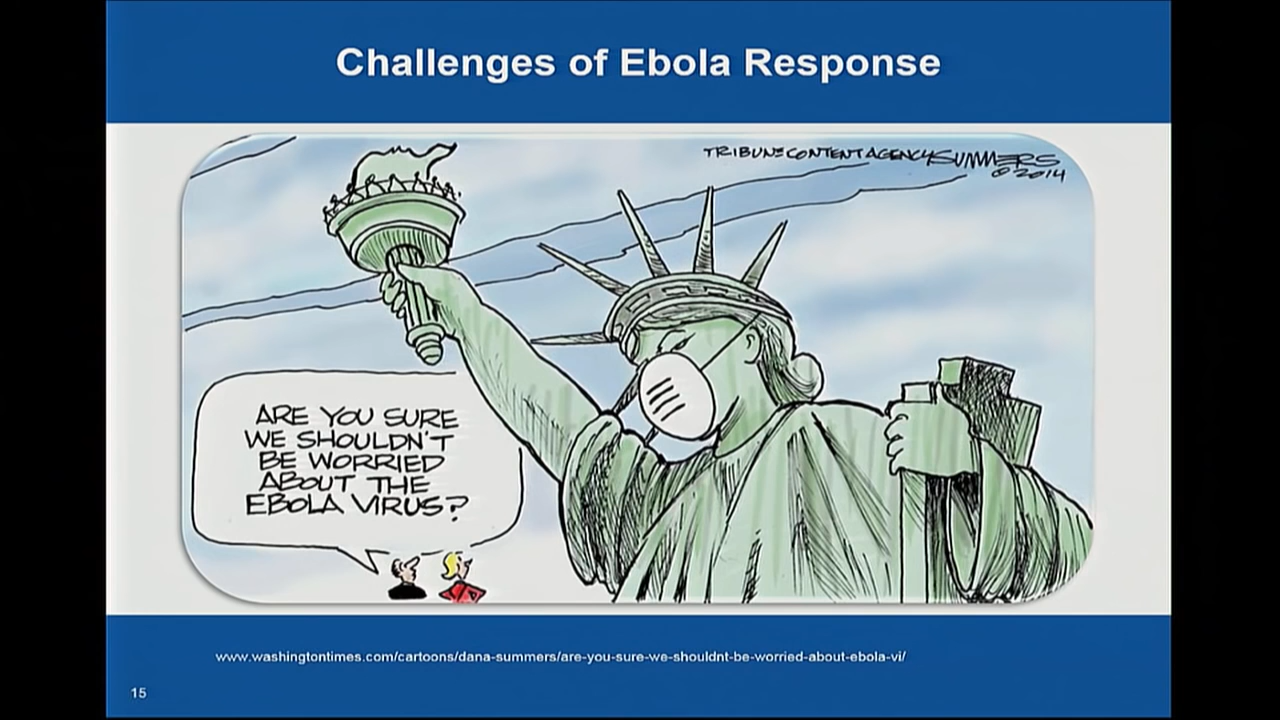 Challenges of Ebola Response
TRIBUNE CONTENT AGENCY SUMMERS
© 2014
ARE YOU SURE
WE SHOULDN'T
BE WORRIED
ABOUT THE
EBOLA VIRUS?
www.washingtontimes.com/cartoons/dana-summers/are-you-sure-we-shouldnt-be-worried-about-ebola-vi/
15